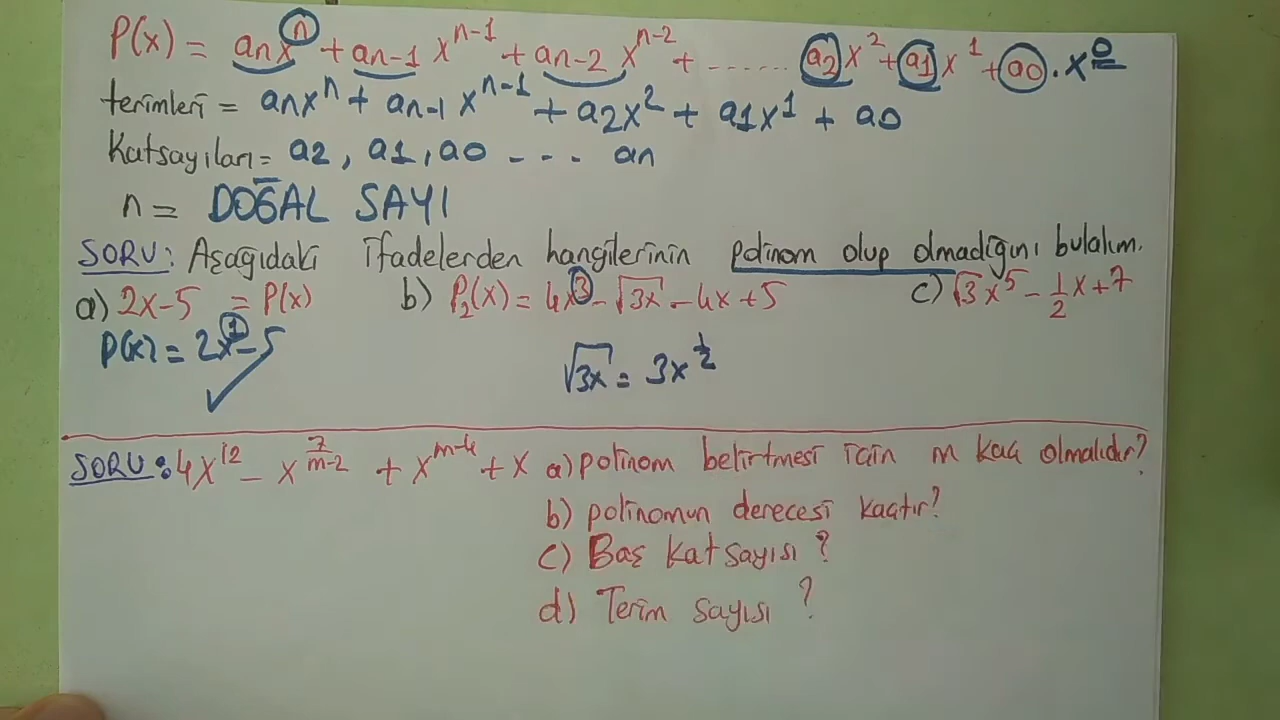 P(x) = anxⁿ + an-1 xⁿ⁻¹ + an-2 xⁿ⁻² + ....... a2x² + a1x¹ + a0.x⁰
terimleri = anxⁿ + an-1 xⁿ⁻¹ + a2x² + a1x¹ + a0
Katsayıları = a2, a1, a0 - - - an
n = DOĞAL SAYI
SORU: Aşağıdaki ifadelerden hangilerinin polinom olup olmadığını bulalım.
a) 2x-5 = P(x) b) P₂(x) = 4x³ - √3x - 4x + 5 c) √3x⁵ - 1/2 x + 7
P(x) = 2x¹ - 5 ✓ √3x = 3x^(1/2)
SORU: 4x¹² - x^(7/(m-2)) + x^(m-4) + x a) polinom belirtmesi için m kaç olmalıdır?
b) polinomun derecesi kaçtır?
c) Baş katsayısı ?
d) Terim sayısı ?